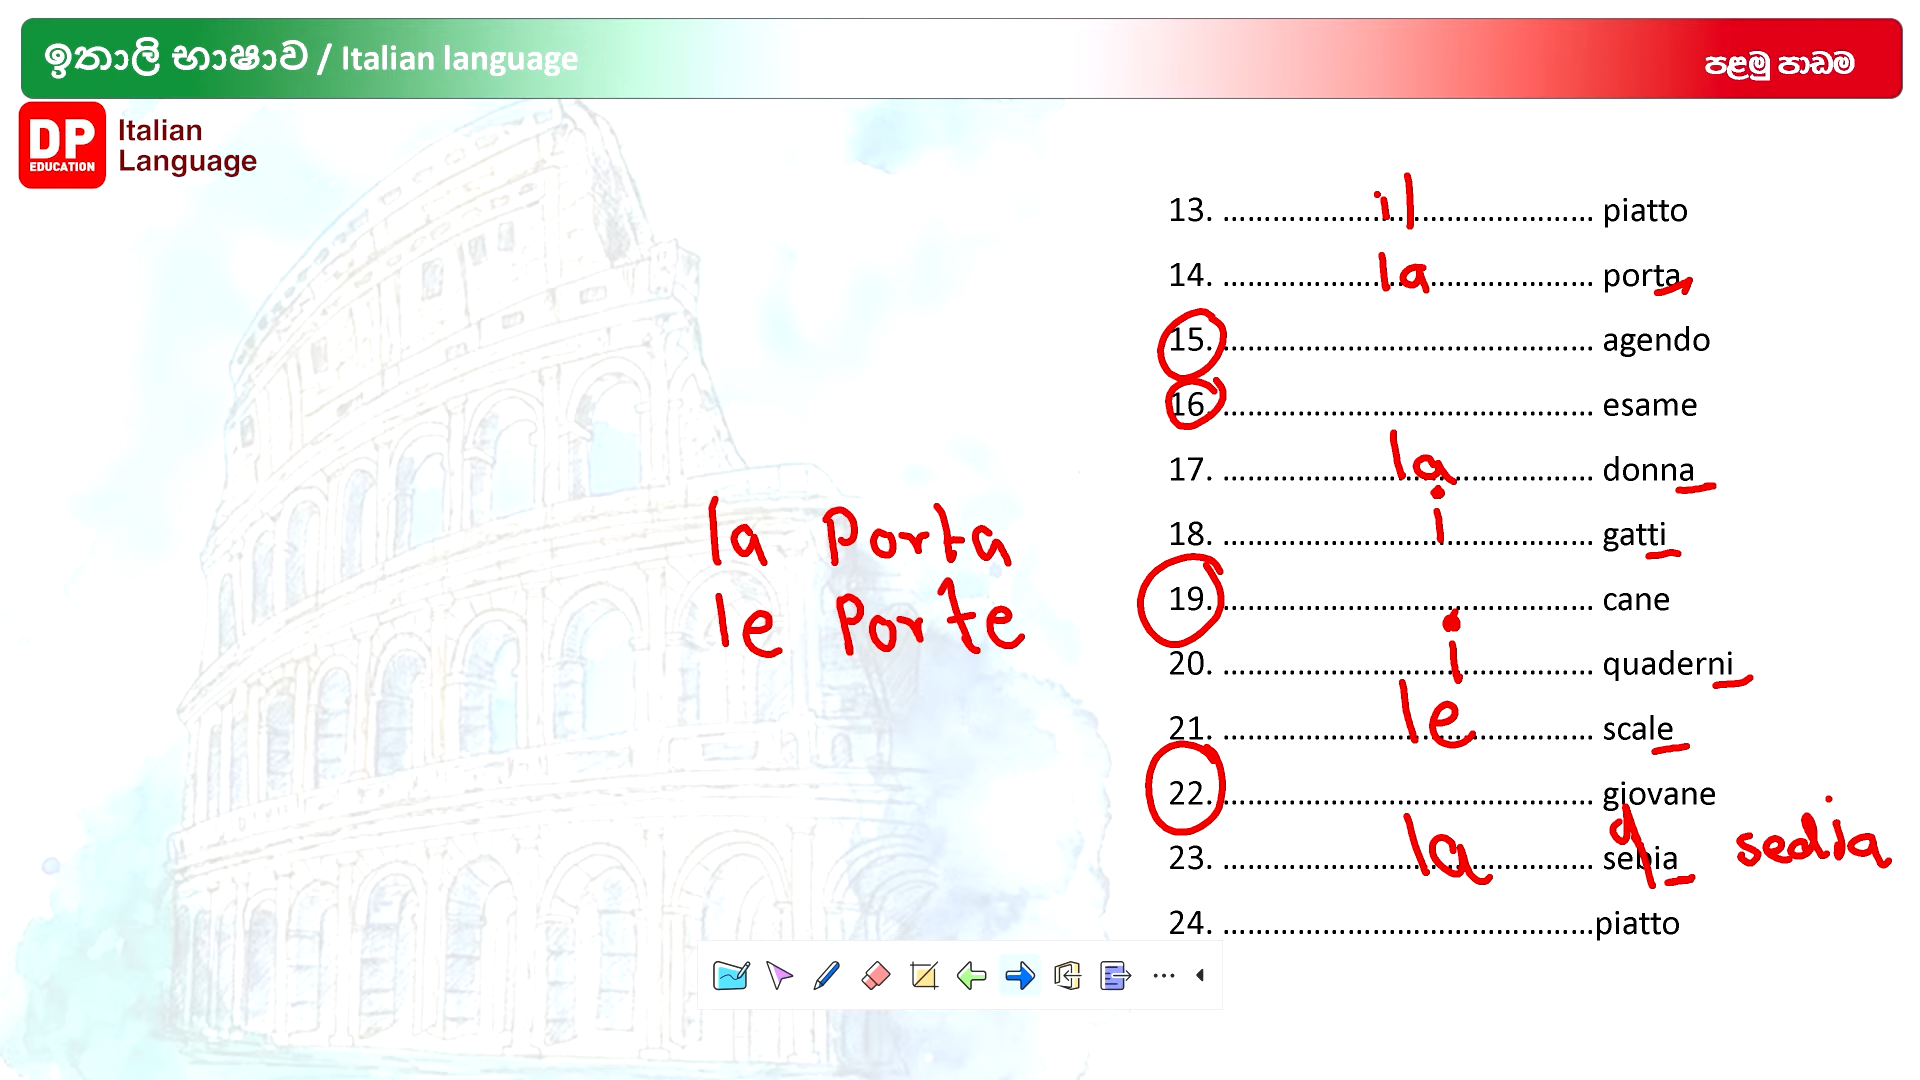 ඉතාලි භාෂාව / Italian language
පළමු පාඩම
DP
EDUCATION
Italian
Language
13. ............ il ............ piatto
14. ............ la ............ porta
15. ........................ agendo
16. ........................ esame
17. ............ la ............ donna
18. ............ i ............ gatti
19. ........................ cane
20. ............ i ............ quaderni
21. ............ le ............ scale
22. ........................ giovane
23. ............ la ............ sebia d sedia
24. ........................piatto
la Porta
le Porte